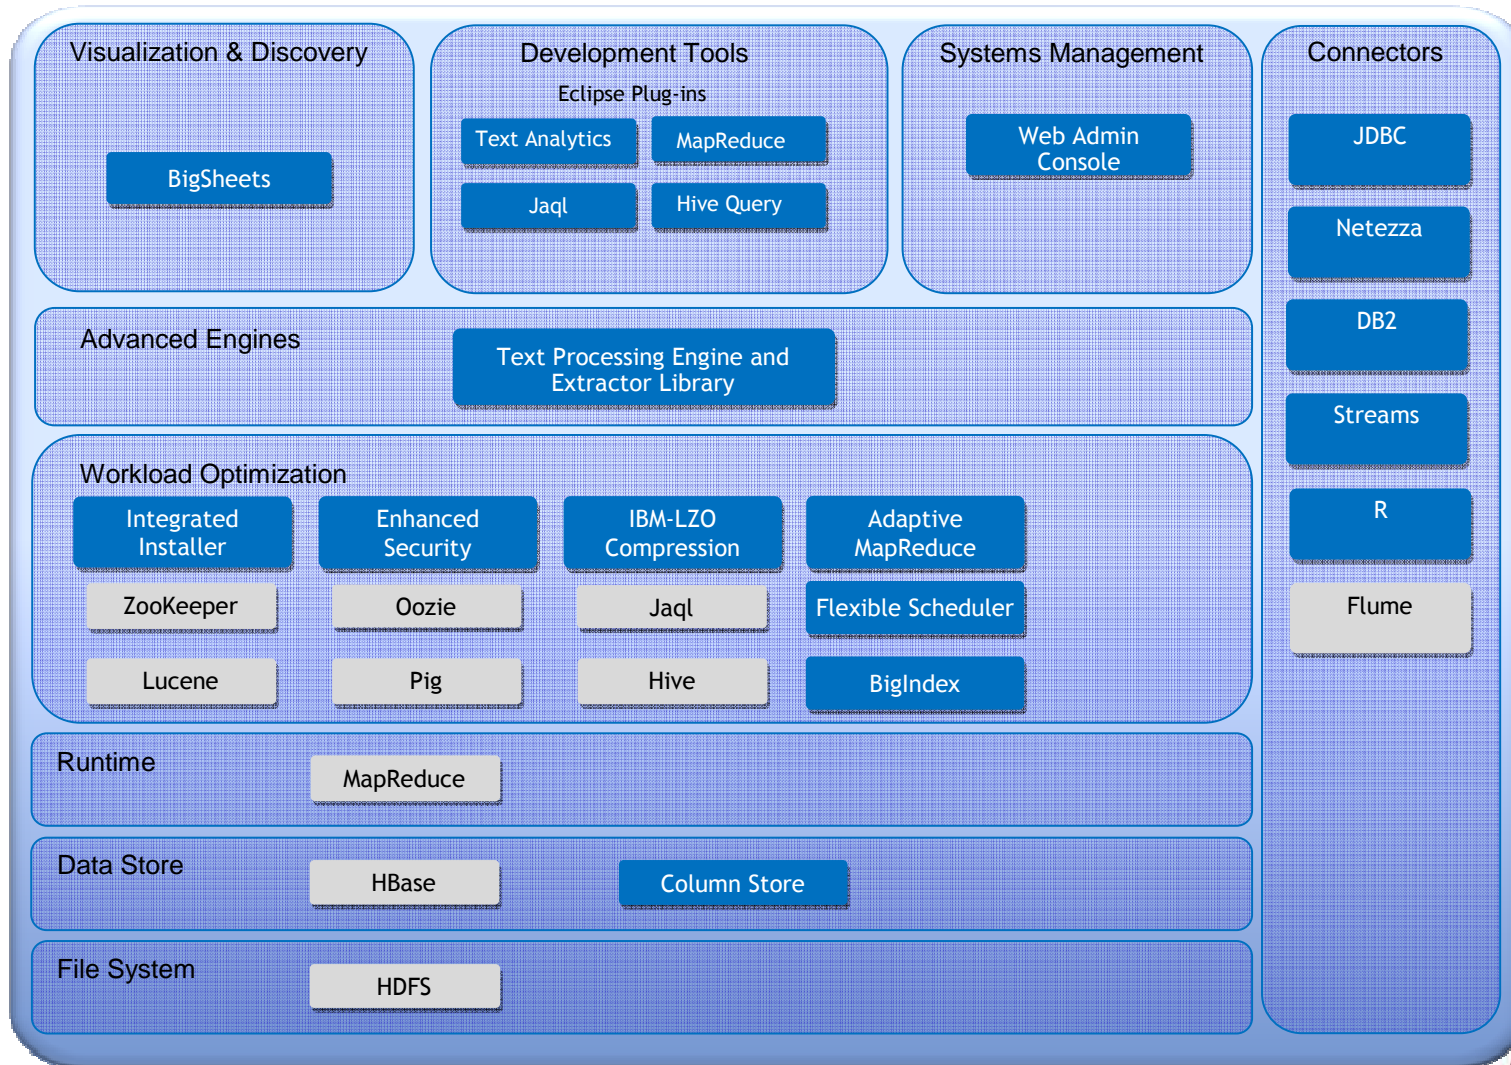 Visualization & Discovery
BigSheets
Development Tools
Eclipse Plug-ins
Text Analytics
MapReduce
Jaql
Hive Query
Systems Management
Web Admin
Console
Connectors
JDBC
Netezza
DB2
Streams
R
Flume
Advanced Engines
Text Processing Engine and
Extractor Library
Workload Optimization
Integrated
Installer
Enhanced
Security
IBM-LZO
Compression
Adaptive
MapReduce
ZooKeeper
Oozie
Jaql
Flexible Scheduler
Lucene
Pig
Hive
BigIndex
Runtime
MapReduce
Data Store
HBase
Column Store
File System
HDFS